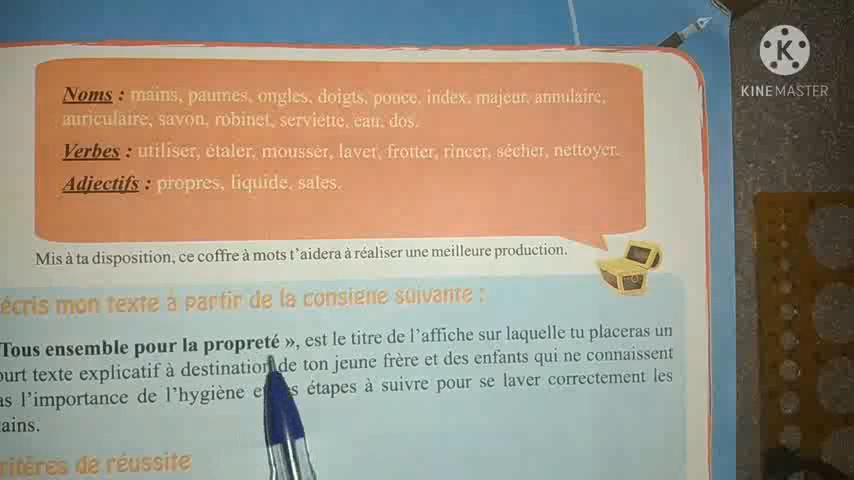 K
KINEMASTER
Noms : mains, paumes, ongles, doigts, pouce, index, majeur, annulaire,
auriculaire, savon, robinet, serviette, eau, dos.
Verbes : utiliser, étaler, mousser, laver, frotter, rincer, sécher, nettoyer.
Adjectifs : propres, liquide, sales.
Mis à ta disposition, ce coffre à mots t'aidera à réaliser une meilleure production.
écris mon texte à partir de la consigne suivante :
Tous ensemble pour la propreté », est le titre de l'affiche sur laquelle tu placeras un
ourt texte explicatif à destination de ton jeune frère et des enfants qui ne connaissent
as l'importance de l'hygiène e s étapes à suivre pour se laver correctement les
ains.
ritères de réussite